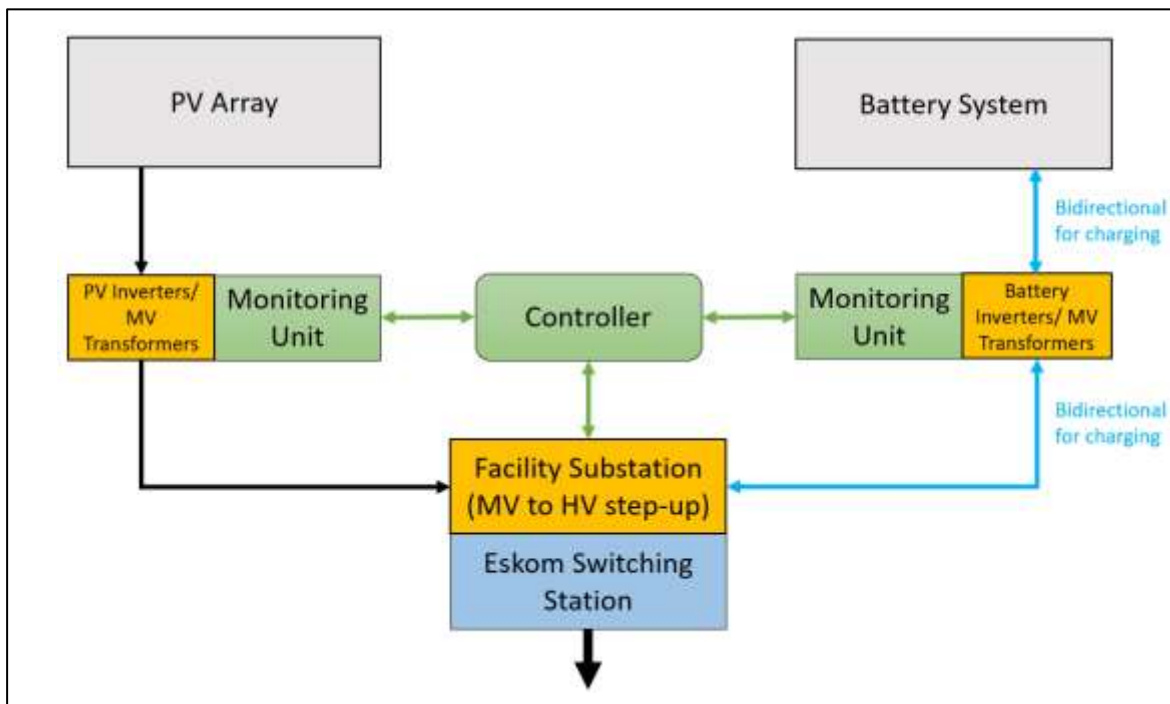 PV Array
Battery System
Bidirectional
for charging
PV Inverters/
MV
Transformers
Monitoring
Unit
Controller
Monitoring
Unit
Battery
Inverters/ MV
Transformers
Bidirectional
for charging
Facility Substation
(MV to HV step-up)
Eskom Switching
Station